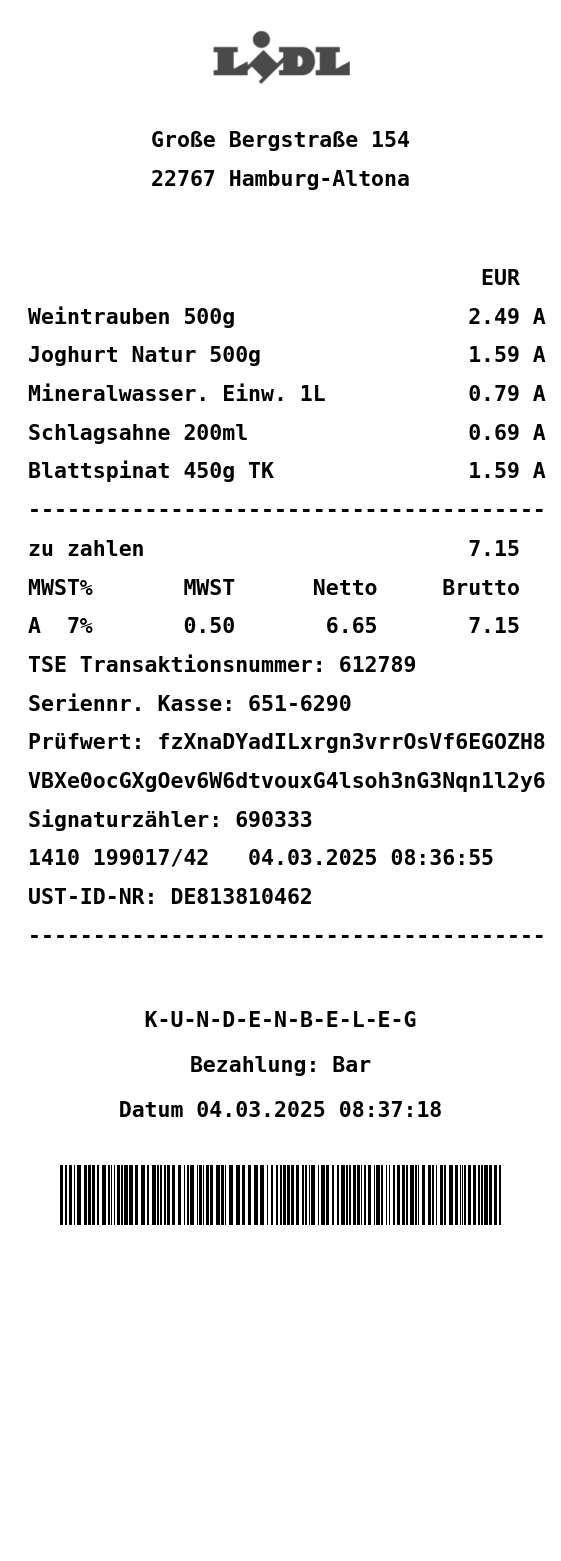 LIDL
Große Bergstraße 154
22767 Hamburg-Altona
EUR
Weintrauben 500g 2.49 A
Joghurt Natur 500g 1.59 A
Mineralwasser. Einw. 1L 0.79 A
Schlagsahne 200ml 0.69 A
Blattspinat 450g TK 1.59 A
----------------------------------------
zu zahlen 7.15
MWST% MWST Netto Brutto
A 7% 0.50 6.65 7.15
TSE Transaktionsnummer: 612789
Seriennr. Kasse: 651-6290
Prüfwert: fzXnaDYadILxrgn3vrrOsVf6EGOZH8
VBXe0ocGXgOev6W6dtvouxG4lsoh3nG3Nqn1l2y6
Signaturzähler: 690333
1410 199017/42 04.03.2025 08:36:55
UST-ID-NR: DE813810462
----------------------------------------
K-U-N-D-E-N-B-E-L-E-G
Bezahlung: Bar
Datum 04.03.2025 08:37:18